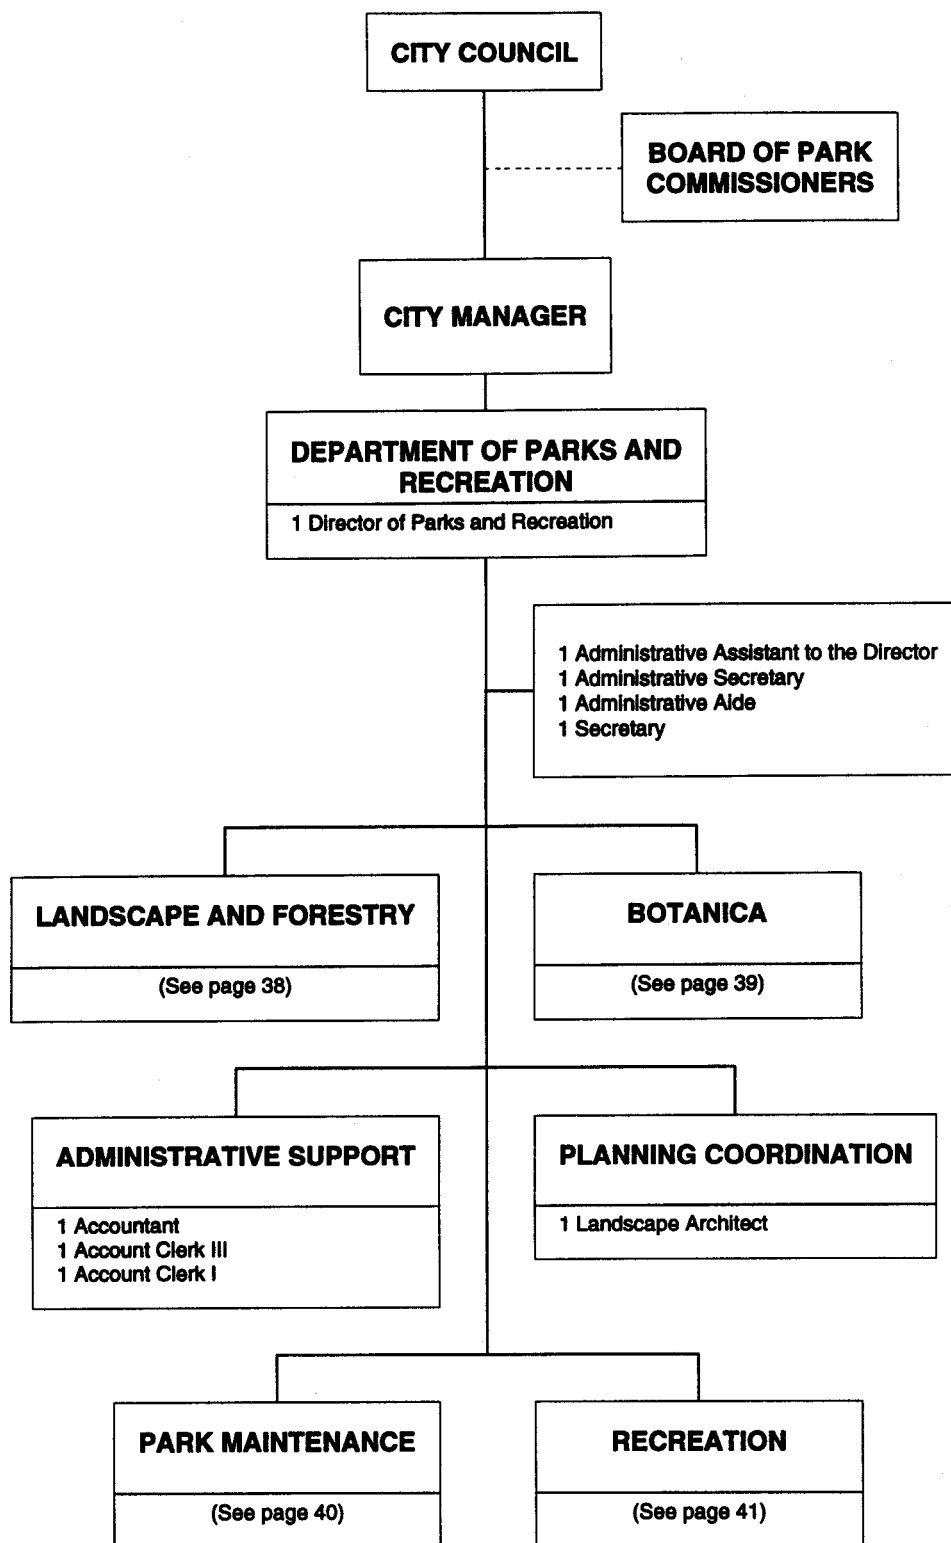 CITY COUNCIL
BOARD OF PARK
COMMISSIONERS
CITY MANAGER
DEPARTMENT OF PARKS AND
RECREATION
1 Director of Parks and Recreation
1 Administrative Assistant to the Director
1 Administrative Secretary
1 Administrative Aide
1 Secretary
LANDSCAPE AND FORESTRY
(See page 38)
BOTANICA
(See page 39)
ADMINISTRATIVE SUPPORT
1 Accountant
1 Account Clerk III
1 Account Clerk I
PLANNING COORDINATION
1 Landscape Architect
PARK MAINTENANCE
(See page 40)
RECREATION
(See page 41)